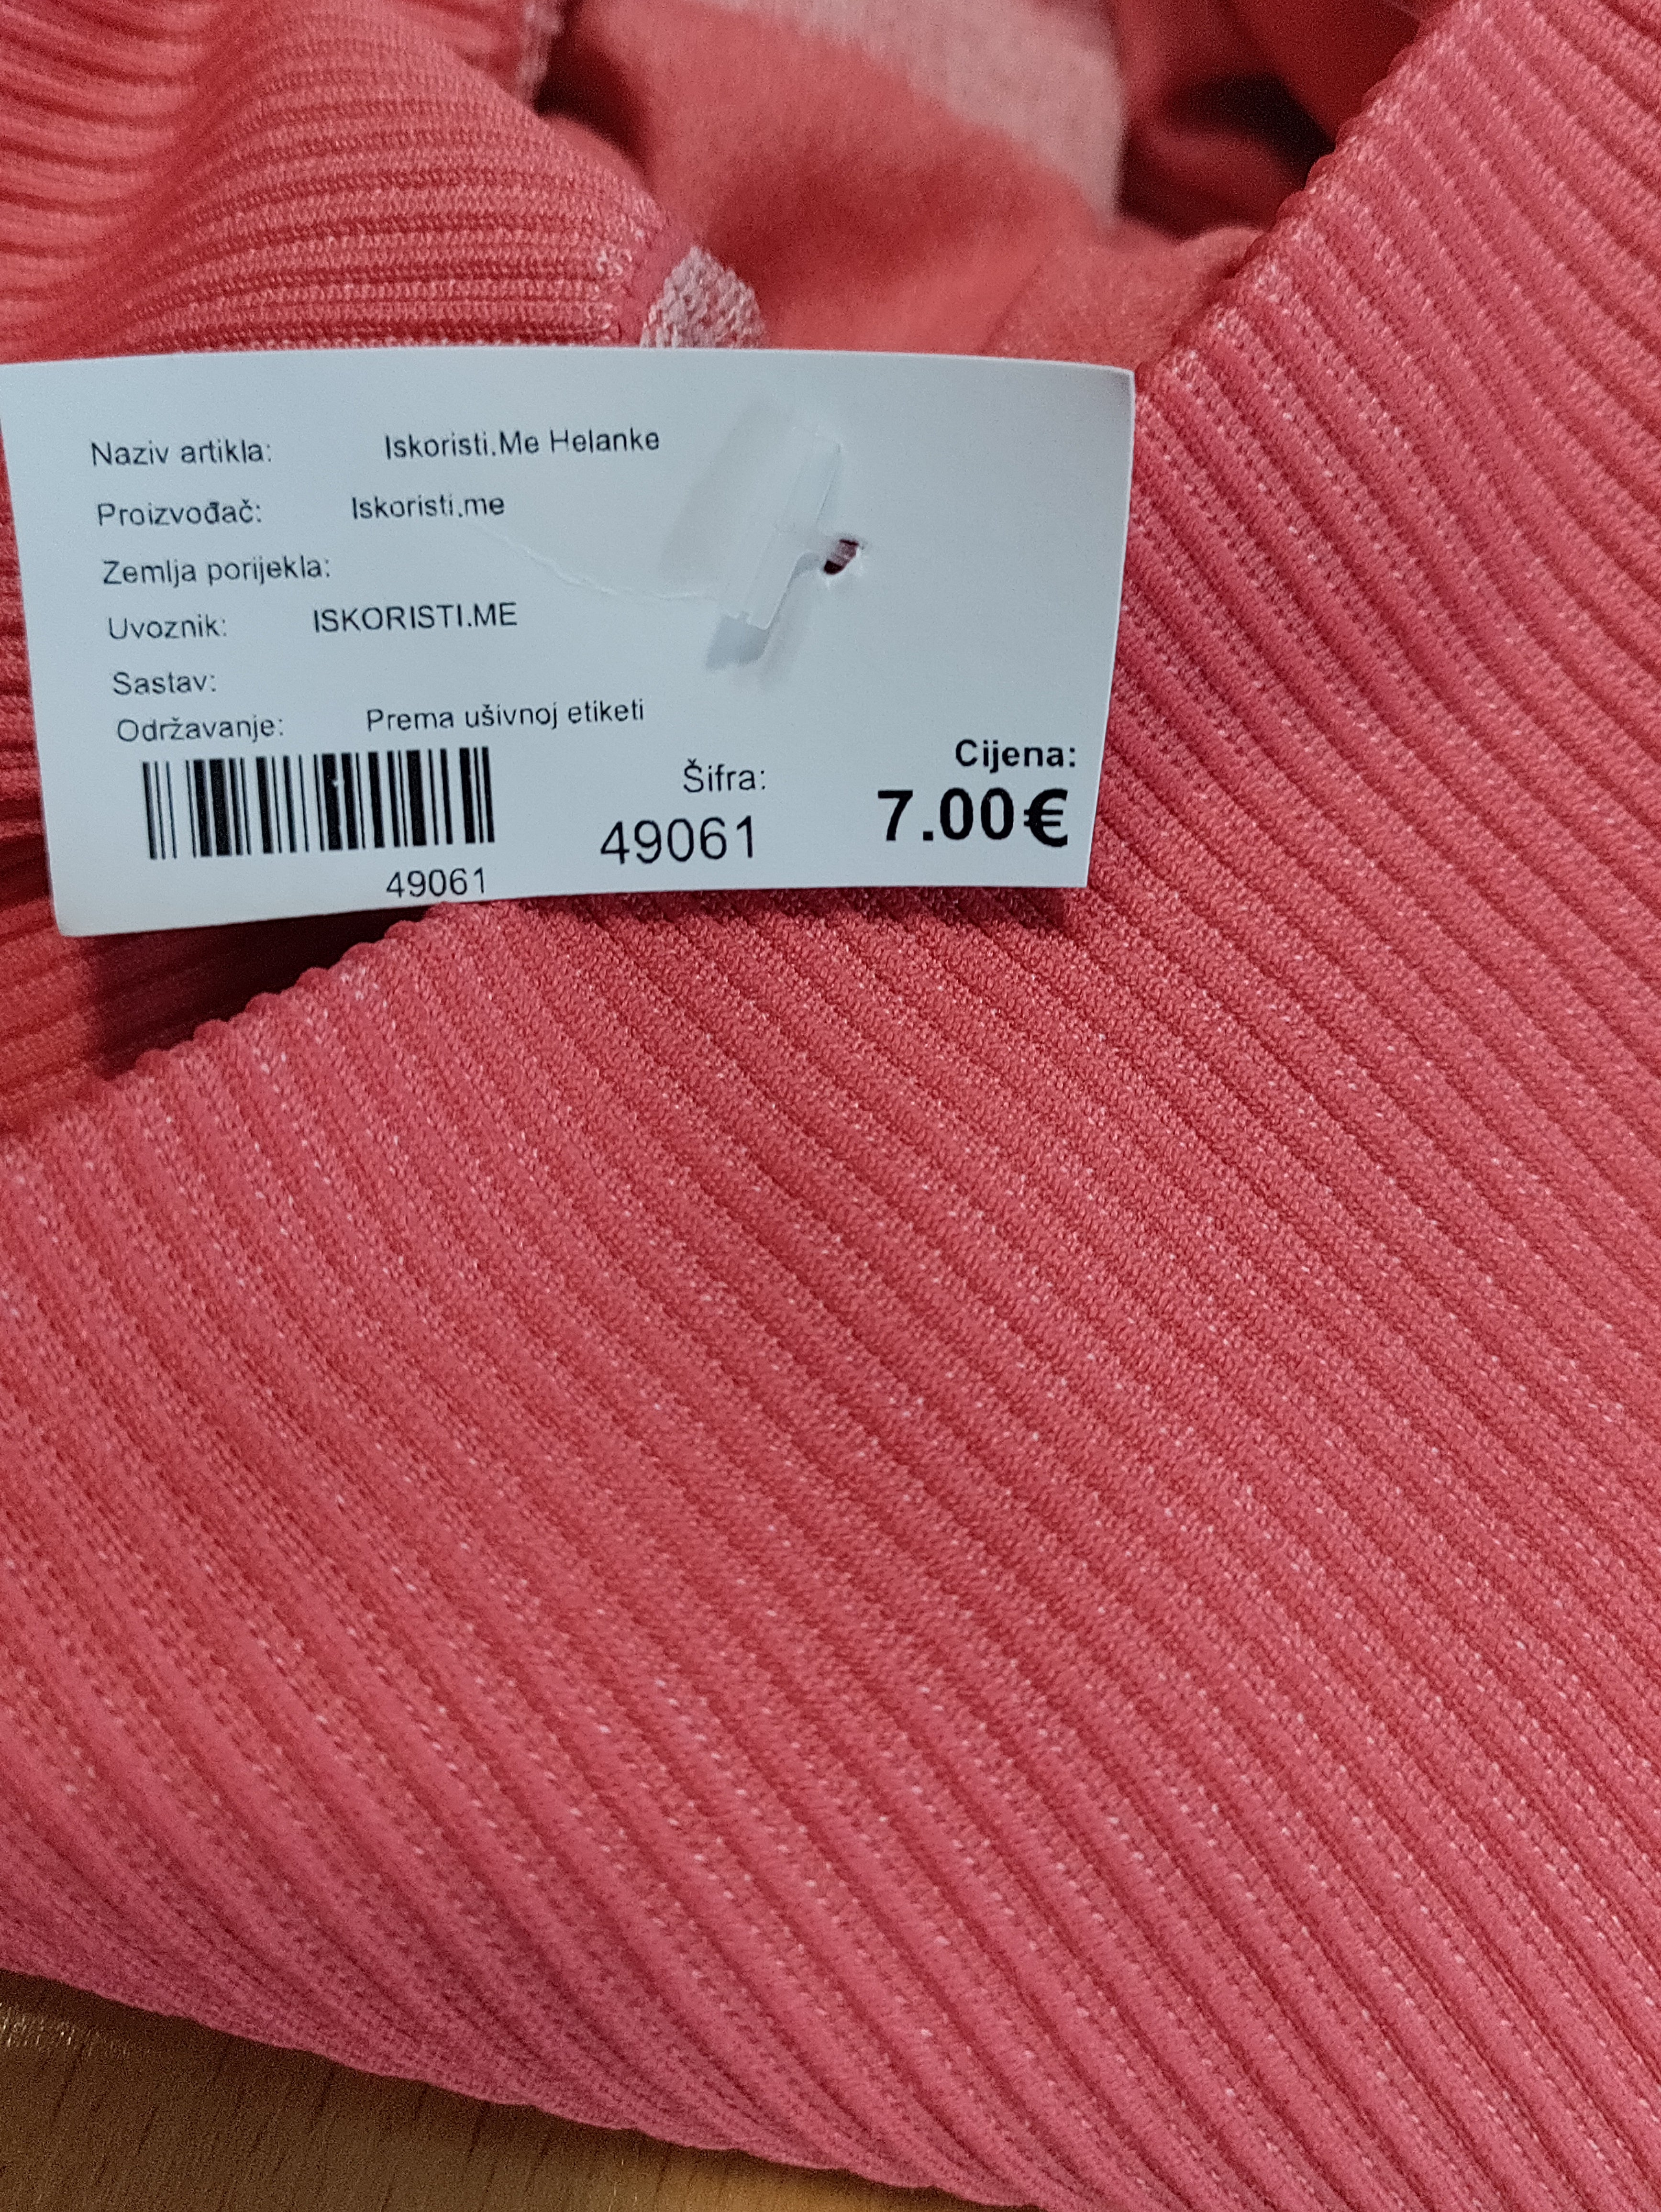 Naziv artikla: Iskoristi.Me Helanke
Proizvođač: Iskoristi.me
Zemlja porijekla:
Uvoznik: ISKORISTI.ME
Sastav:
Održavanje: Prema ušivnoj etiketi
Cijena:
Šifra:
7.00€
49061
49061